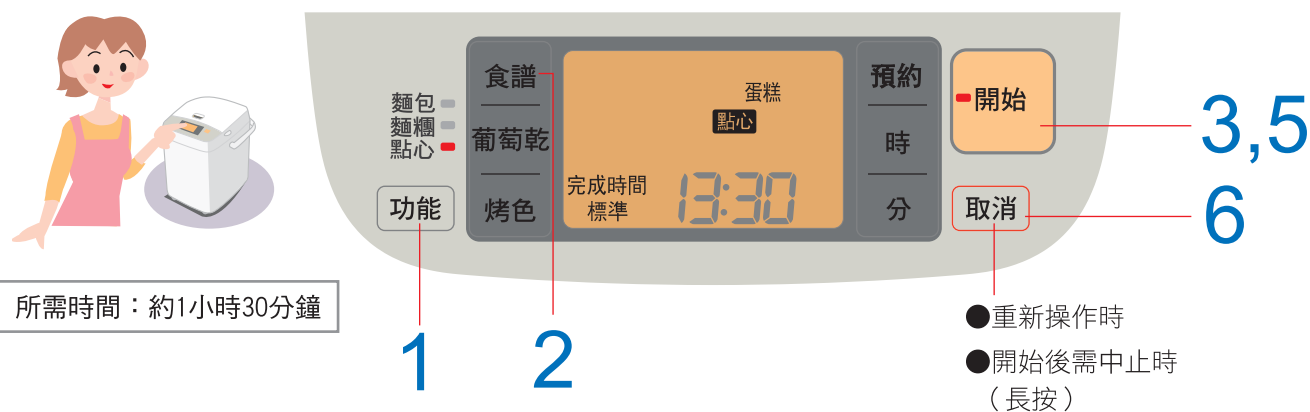 麵包
麵糰
點心
功能
食譜
葡萄乾
烤色
蛋糕
點心
完成時間
標準
13:30
預約
時
分
開始
取消
3,5
6
所需時間：約1小時30分鐘
1
2
●重新操作時
●開始後需中止時
（長按）